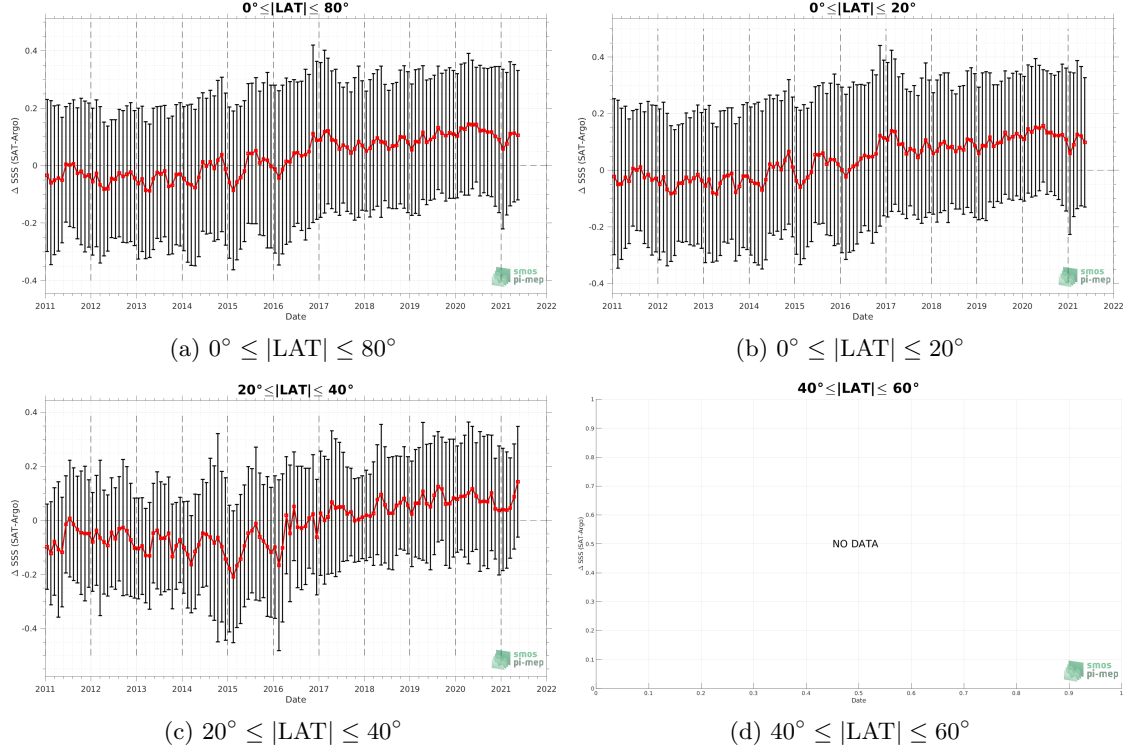 0°≤|LAT|≤ 80°
Δ SSS (SAT-Argo)
0.4
0.2
0
-0.2
-0.4
2011 2012 2013 2014 2015 2016 2017 2018 2019 2020 2021 2022
Date
smos
pi-mep
(a) 0° ≤ |LAT| ≤ 80°
0°≤|LAT|≤ 20°
Δ SSS (SAT-Argo)
0.4
0.2
0
-0.2
-0.4
2011 2012 2013 2014 2015 2016 2017 2018 2019 2020 2021 2022
Date
smos
pi-mep
(b) 0° ≤ |LAT| ≤ 20°
20°≤|LAT|≤ 40°
Δ SSS (SAT-Argo)
0.4
0.2
0
-0.2
-0.4
2011 2012 2013 2014 2015 2016 2017 2018 2019 2020 2021 2022
Date
smos
pi-mep
(c) 20° ≤ |LAT| ≤ 40°
40°≤|LAT|≤ 60°
Δ SSS (SAT-Argo)
1
0.9
0.8
0.7
0.6
0.5
0.4
0.3
0.2
0.1
0
NO DATA
0 0.1 0.2 0.3 0.4 0.5 0.6 0.7 0.8 0.9 1
Date
smos
pi-mep
(d) 40° ≤ |LAT| ≤ 60°